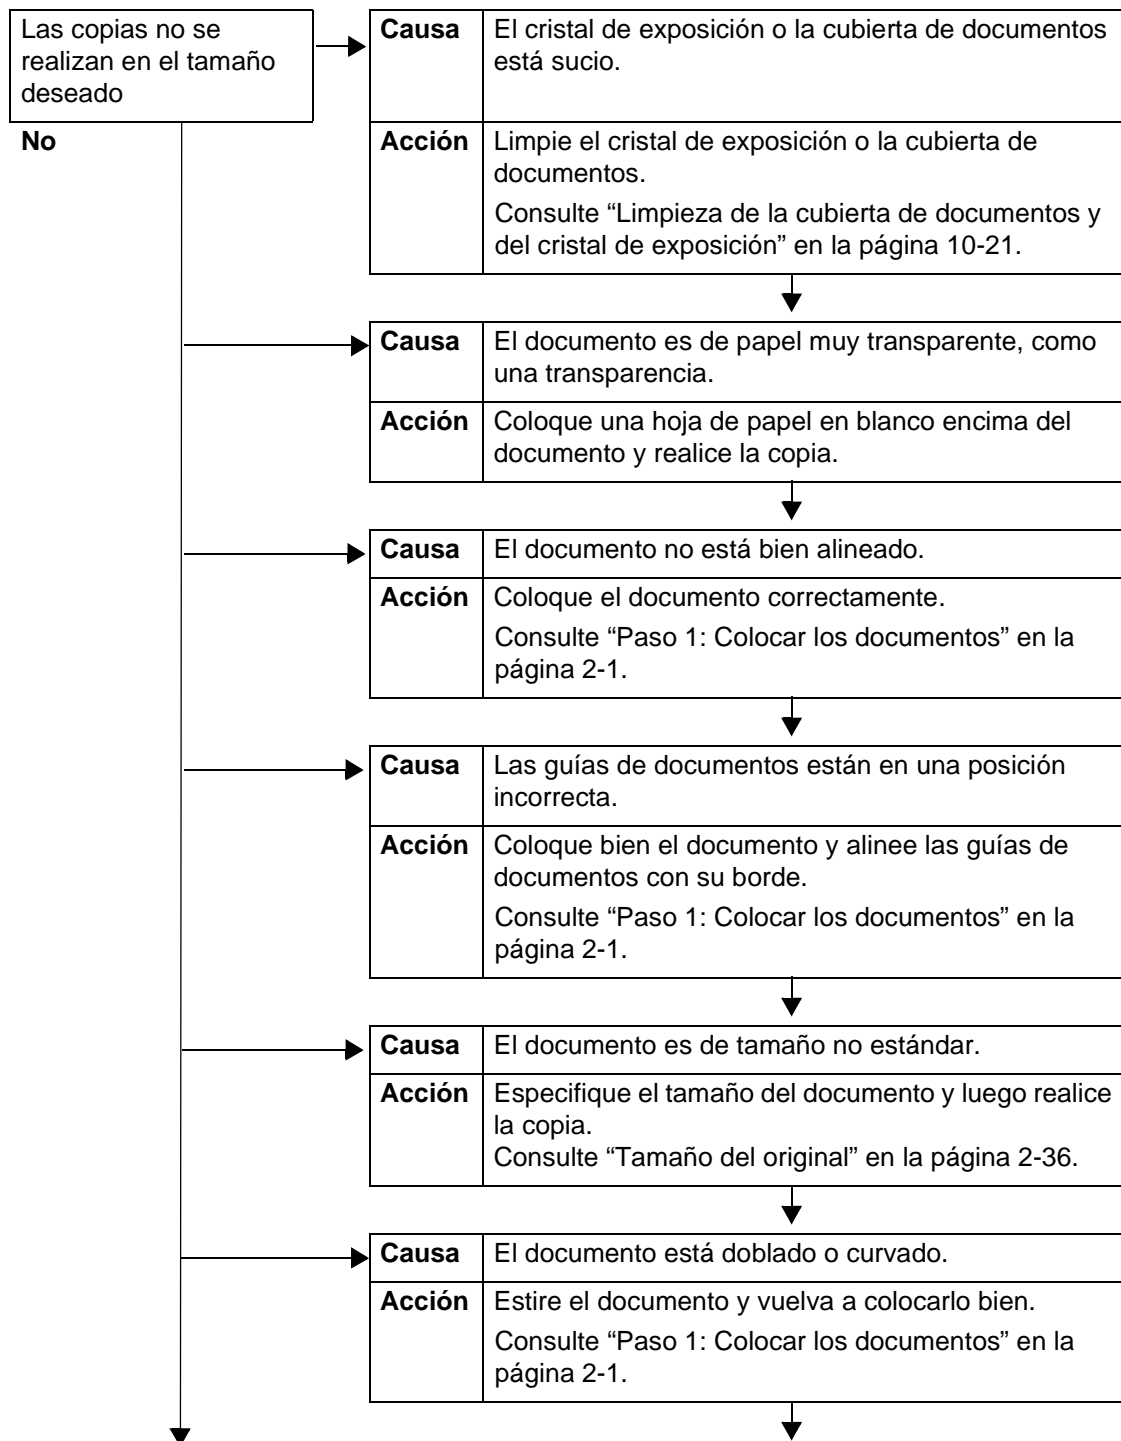 Las copias no se
realizan en el tamaño
deseado
No
Causa
El cristal de exposición o la cubierta de documentos
está sucio.
Acción
Limpie el cristal de exposición o la cubierta de
documentos.
Consulte “Limpieza de la cubierta de documentos y
del cristal de exposición” en la página 10-21.
Causa
El documento es de papel muy transparente, como
una transparencia.
Acción
Coloque una hoja de papel en blanco encima del
documento y realice la copia.
Causa
El documento no está bien alineado.
Acción
Coloque el documento correctamente.
Consulte “Paso 1: Colocar los documentos” en la
página 2-1.
Causa
Las guías de documentos están en una posición
incorrecta.
Acción
Coloque bien el documento y alinee las guías de
documentos con su borde.
Consulte “Paso 1: Colocar los documentos” en la
página 2-1.
Causa
El documento es de tamaño no estándar.
Acción
Especifique el tamaño del documento y luego realice
la copia.
Consulte “Tamaño del original” en la página 2-36.
Causa
El documento está doblado o curvado.
Acción
Estire el documento y vuelva a colocarlo bien.
Consulte “Paso 1: Colocar los documentos” en la
página 2-1.